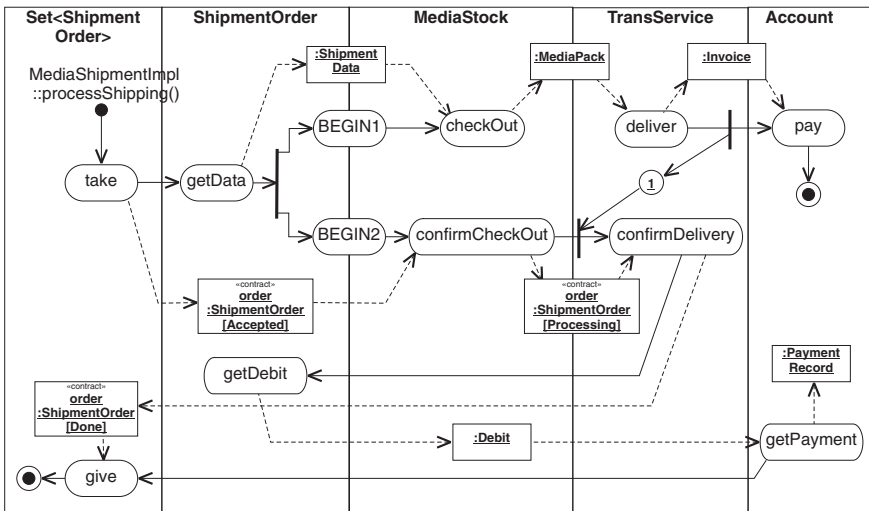 Set<Shipment
Order>
ShipmentOrder
MediaStock
TransService
Account
MediaShipmentImpl
::processShipping()
:Shipment
Data
:MediaPack
:Invoice
BEGIN1
checkOut
deliver
pay
take
getData
1
BEGIN2
confirmCheckOut
confirmDelivery
«contract»
order
:ShipmentOrder
[Accepted]
«contract»
order
:ShipmentOrder
[Processing]
getDebit
:Payment
Record
«contract»
order
:ShipmentOrder
[Done]
:Debit
getPayment
give